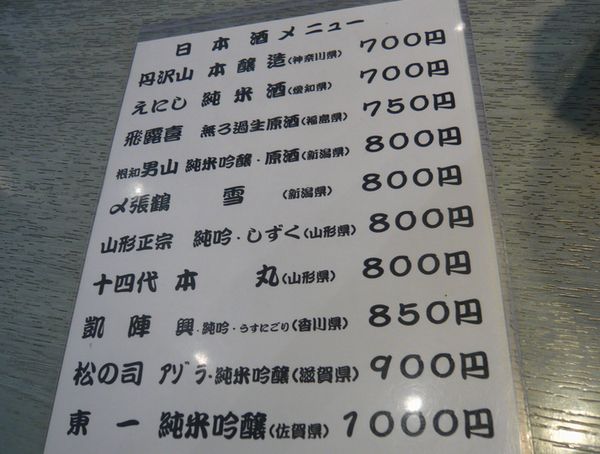 日本酒メニュー
丹沢山 本醸造(神奈川県) 700円
えにし 純米酒(愛知県) 700円
飛露喜 無ろ過生原酒(福島県) 750円
根知男山 純米吟醸・原酒(新潟県) 800円
〆張鶴 雪 (新潟県) 800円
山形正宗 純吟・しずく(山形県) 800円
十四代 本 丸(山形県) 800円
凱陣 興・純吟・うすにごり(香川県) 850円
松の司 アゾラ・純米吟醸(滋賀県) 900円
東一 純米吟醸(佐賀県) 1000円